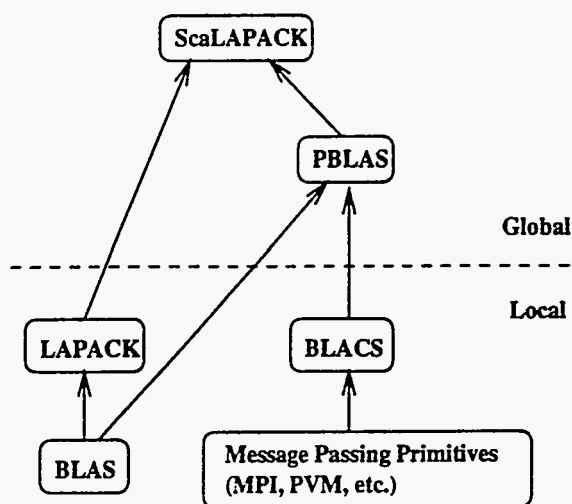 ScaLAPACK
PBLAS
Global
Local
LAPACK
BLACS
BLAS
Message Passing Primitives
(MPI, PVM, etc.)